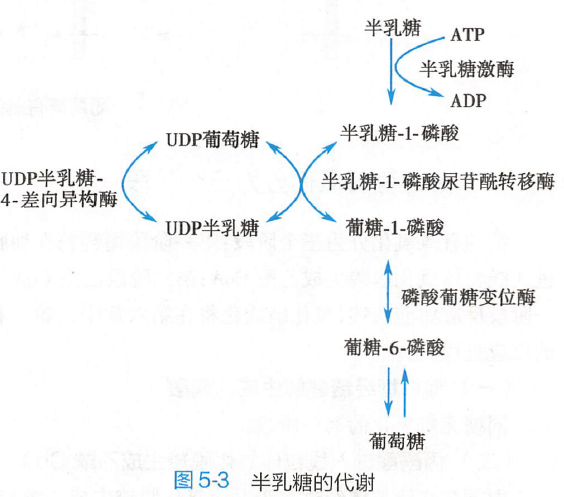 半乳糖
ATP
半乳糖激酶
ADP
半乳糖-1-磷酸
UDP葡萄糖
UDP半乳糖-
4-差向异构酶
半乳糖-1-磷酸尿苷酰转移酶
UDP半乳糖
葡糖-1-磷酸
磷酸葡糖变位酶
葡糖-6-磷酸
葡萄糖
图 5-3 半乳糖的代谢